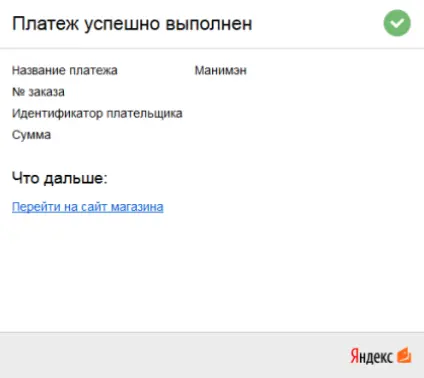 Платеж успешно выполнен
Название платежа Манимэн
№ заказа
Идентификатор плательщика
Сумма
Что дальше:
Перейти на сайт магазина
Яндекс